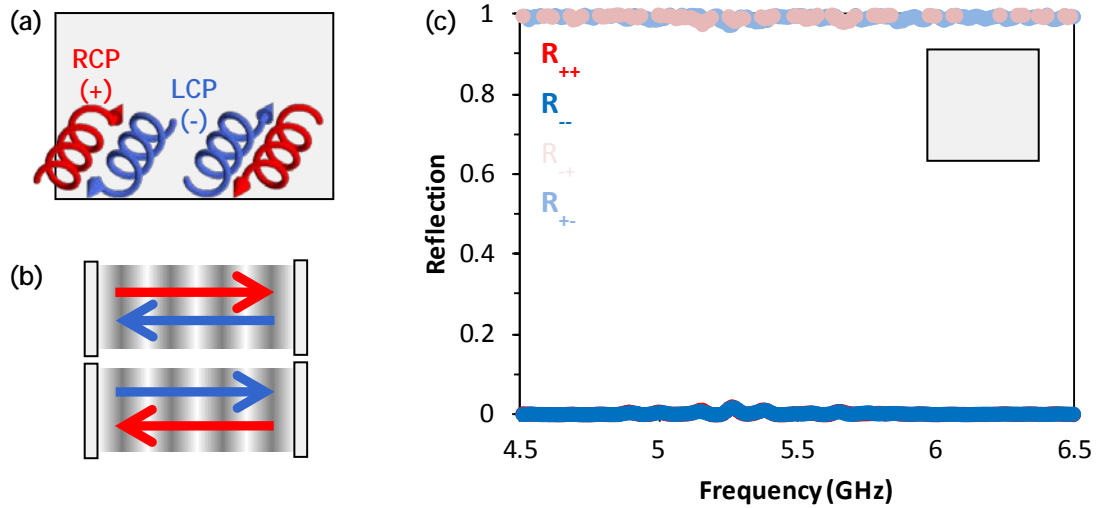 (a)
RCP
(+)
LCP
(-)
(b)
(c)
1
0.8
0.6
0.4
0.2
0
R++
R--
R-+
R+-
Reflection
4.5 5 5.5 6 6.5
Frequency (GHz)